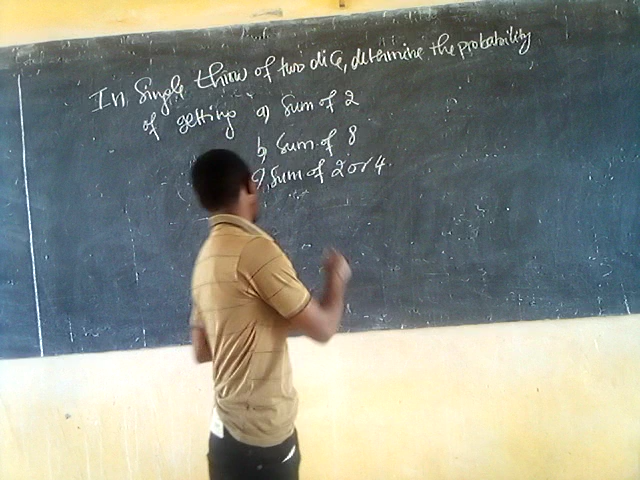 In Single throw of two dice, determine the probability
of getting a) Sum of 2
b) Sum of 8
c) Sum of 2 or 4.